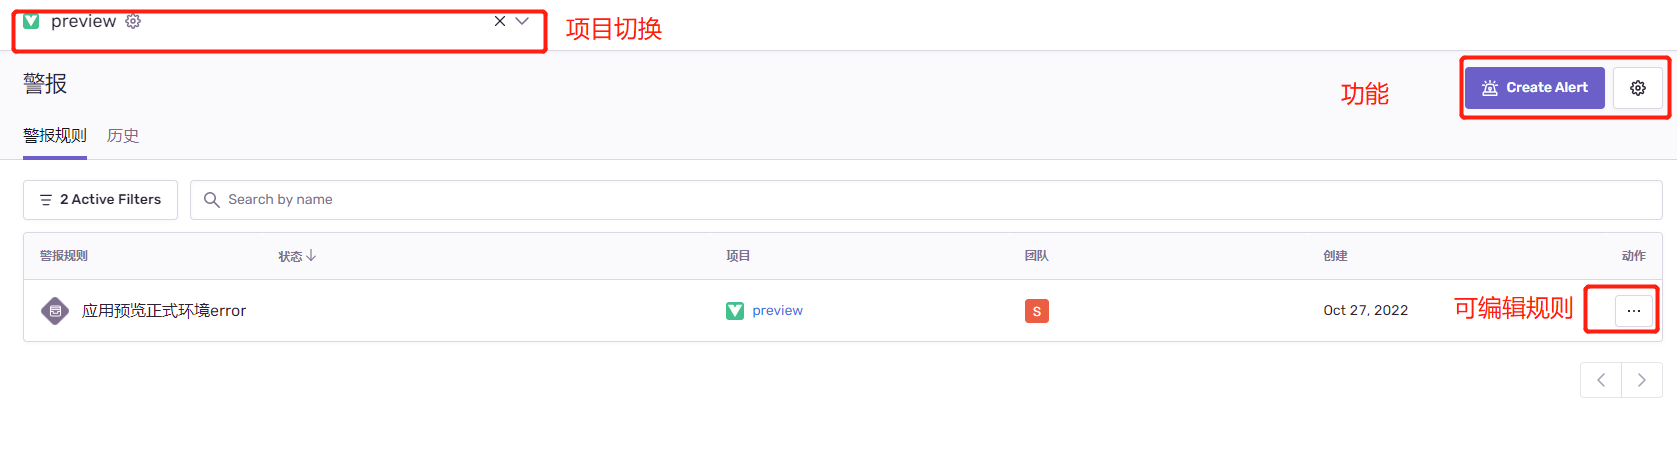 preview
项目切换
警报
功能
Create Alert
警报规则 历史
2 Active Filters
Search by name
警报规则 状态 项目 团队 创建 动作
应用预览正式环境error preview S Oct 27, 2022 可编辑规则 ...